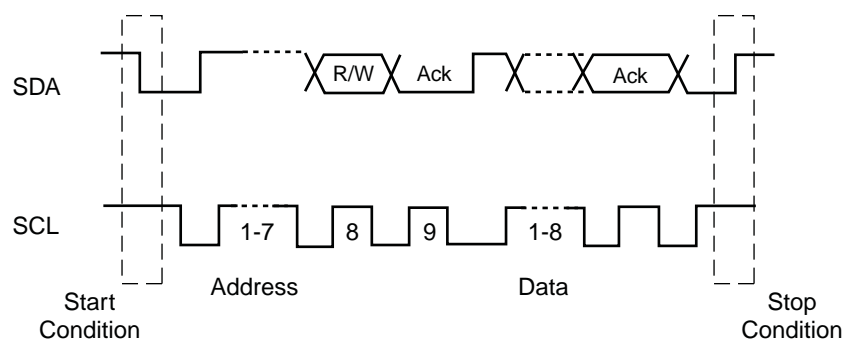 SDA
R/W
Ack
Ack
SCL
1-7
8
9
1-8
Address
Data
Start
Condition
Stop
Condition